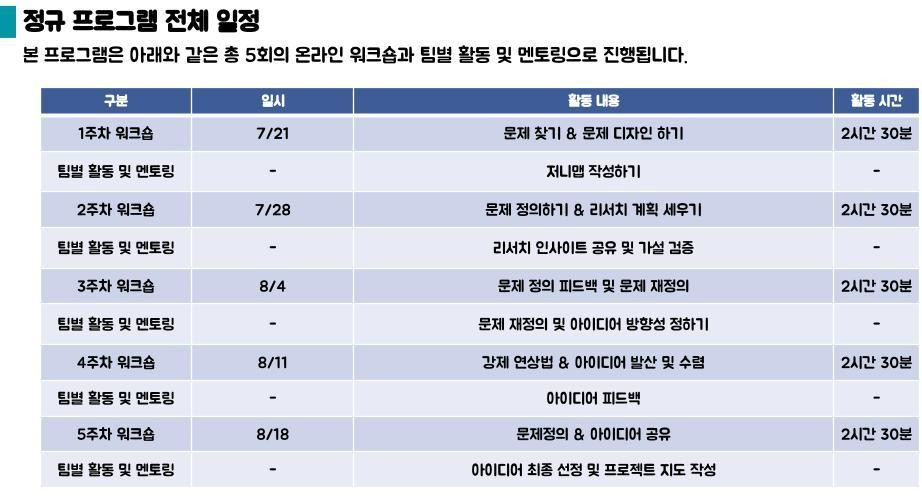 정규 프로그램 전체 일정
본 프로그램은 아래와 같은 총 5회의 온라인 워크숍과 팀별 활동 및 멘토링으로 진행됩니다.
구분 일시 활동 내용 활동 시간
1주차 워크숍 7/21 문제 찾기 & 문제 디자인 하기 2시간 30분
팀별 활동 및 멘토링 - 저니맵 작성하기 -
2주차 워크숍 7/28 문제 정의하기 & 리서치 계획 세우기 2시간 30분
팀별 활동 및 멘토링 - 리서치 인사이트 공유 및 가설 검증 -
3주차 워크숍 8/4 문제 정의 피드백 및 문제 재정의 2시간 30분
팀별 활동 및 멘토링 - 문제 재정의 및 아이디어 방향성 정하기 -
4주차 워크숍 8/11 강제 연상법 & 아이디어 발산 및 수렴 2시간 30분
팀별 활동 및 멘토링 - 아이디어 피드백 -
5주차 워크숍 8/18 문제정의 & 아이디어 공유 2시간 30분
팀별 활동 및 멘토링 - 아이디어 최종 선정 및 프로젝트 지도 작성 -